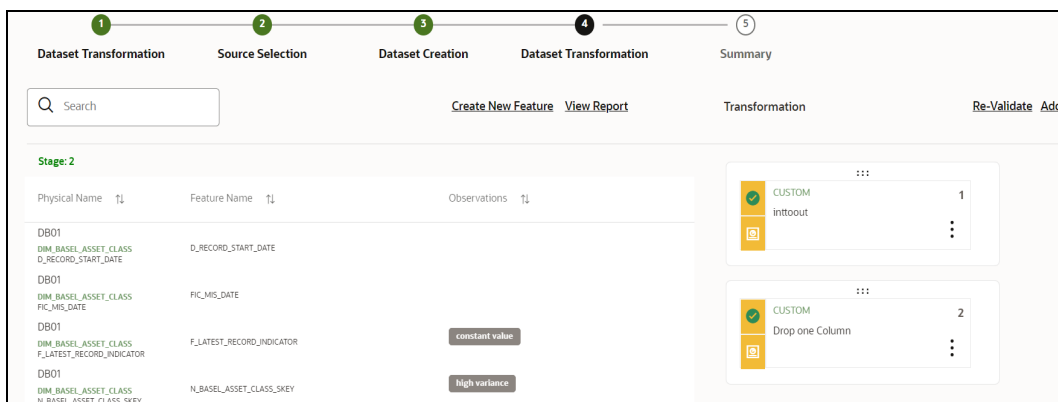 1 2 3 4 5
Dataset Transformation Source Selection Dataset Creation Dataset Transformation Summary
Search Create New Feature View Report Transformation Re-Validate
Stage: 2
Physical Name Feature Name Observations
DB01
DIM_BASEL_ASSET_CLASS
D_RECORD_START_DATE
D_RECORD_START_DATE
DB01
DIM_BASEL_ASSET_CLASS
FIC_MIS_DATE
FIC_MIS_DATE
DB01
DIM_BASEL_ASSET_CLASS
F_LATEST_RECORD_INDICATOR
F_LATEST_RECORD_INDICATOR
constant value
DB01
DIM_BASEL_ASSET_CLASS
N_BASEL_ASSET_CLASS_SKEY
N_BASEL_ASSET_CLASS_SKEY
high variance
CUSTOM 1
inttoout
CUSTOM 2
Drop one Column